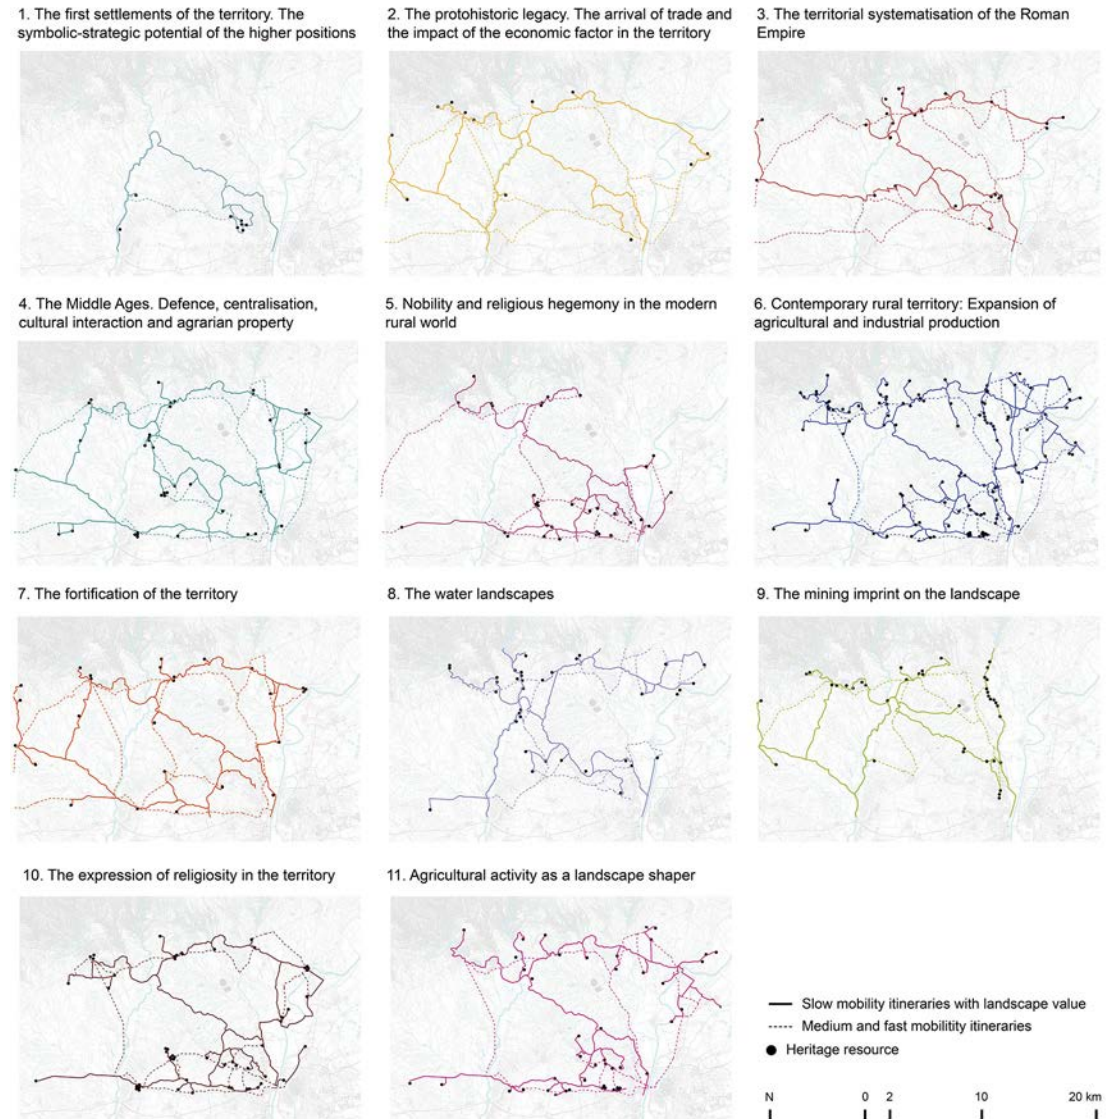 1. The first settlements of the territory. The
symbolic-strategic potential of the higher positions
2. The protohistoric legacy. The arrival of trade and
the impact of the economic factor in the territory
3. The territorial systematisation of the Roman
Empire
4. The Middle Ages. Defence, centralisation,
cultural interaction and agrarian property
5. Nobility and religious hegemony in the modern
rural world
6. Contemporary rural territory: Expansion of
agricultural and industrial production
7. The fortification of the territory
8. The water landscapes
9. The mining imprint on the landscape
10. The expression of religiosity in the territory
11. Agricultural activity as a landscape shaper
Slow mobility itineraries with landscape value
Medium and fast mobilitity itineraries
Heritage resource
N 0 2 10 20 km